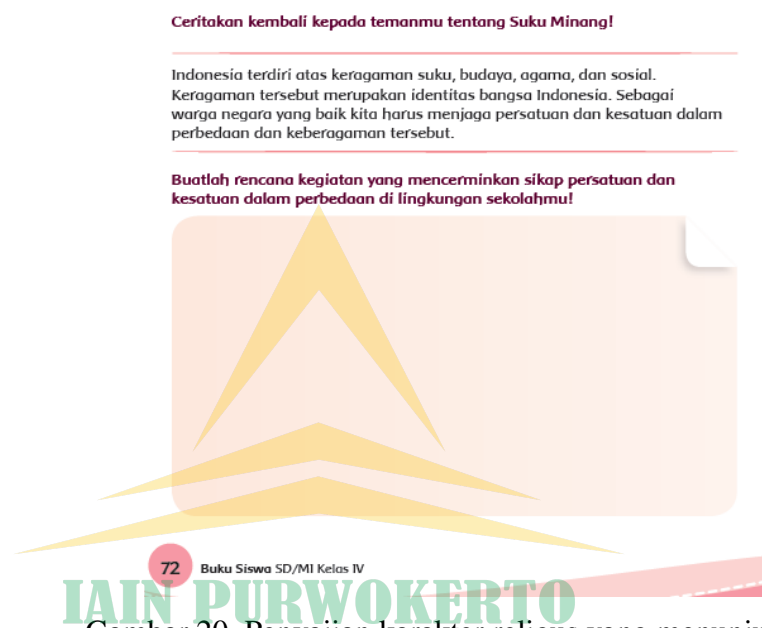 Ceritakan kembali kepada temanmu tentang Suku Minang!
Indonesia terdiri atas keragaman suku, budaya, agama, dan sosial.
Keragaman tersebut merupakan identitas bangsa Indonesia. Sebagai
warga negara yang baik kita harus menjaga persatuan dan kesatuan dalam
perbedaan dan keberagaman tersebut.
Buatlah rencana kegiatan yang mencerminkan sikap persatuan dan
kesatuan dalam perbedaan di lingkungan sekolahmu!
72 Buku Siswa SD/MI Kelas IV
IAIN PURWOKERTO